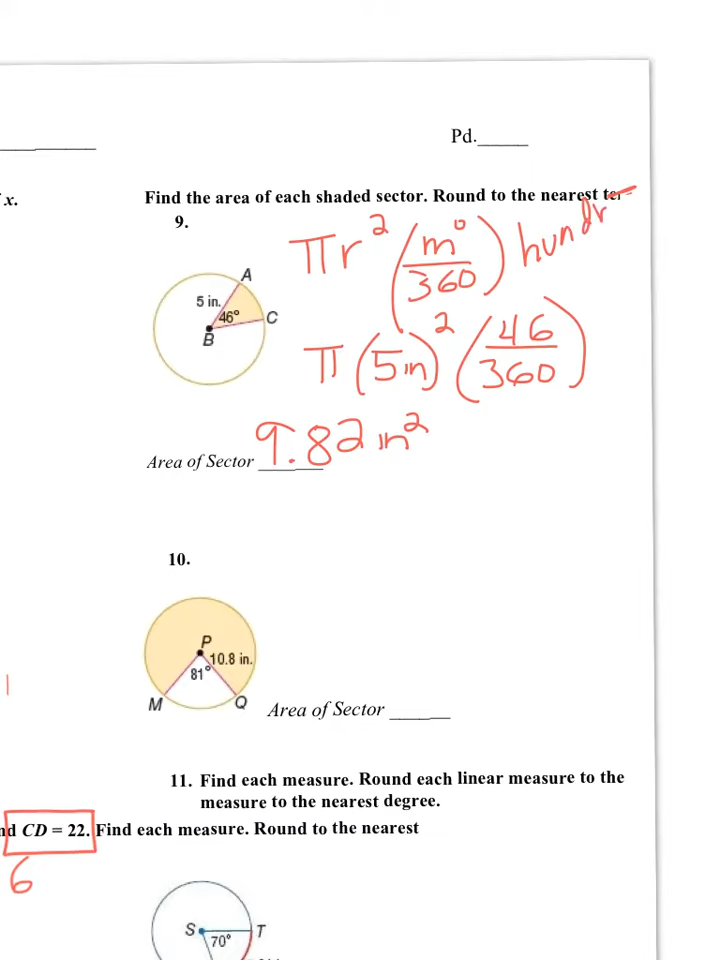 Pd.
x.
Find the area of each shaded sector. Round to the nearest
9.
πr² (m°/360) hundr
A
5 in.
46°
C
B
π(5in)² (46/360)
9.82 in²
Area of Sector
10.
P
10.8 in.
81°
M
Q
Area of Sector
11. Find each measure. Round each linear measure to the
measure to the nearest degree.
nd CD = 22. Find each measure. Round to the nearest
6
S
T
70°